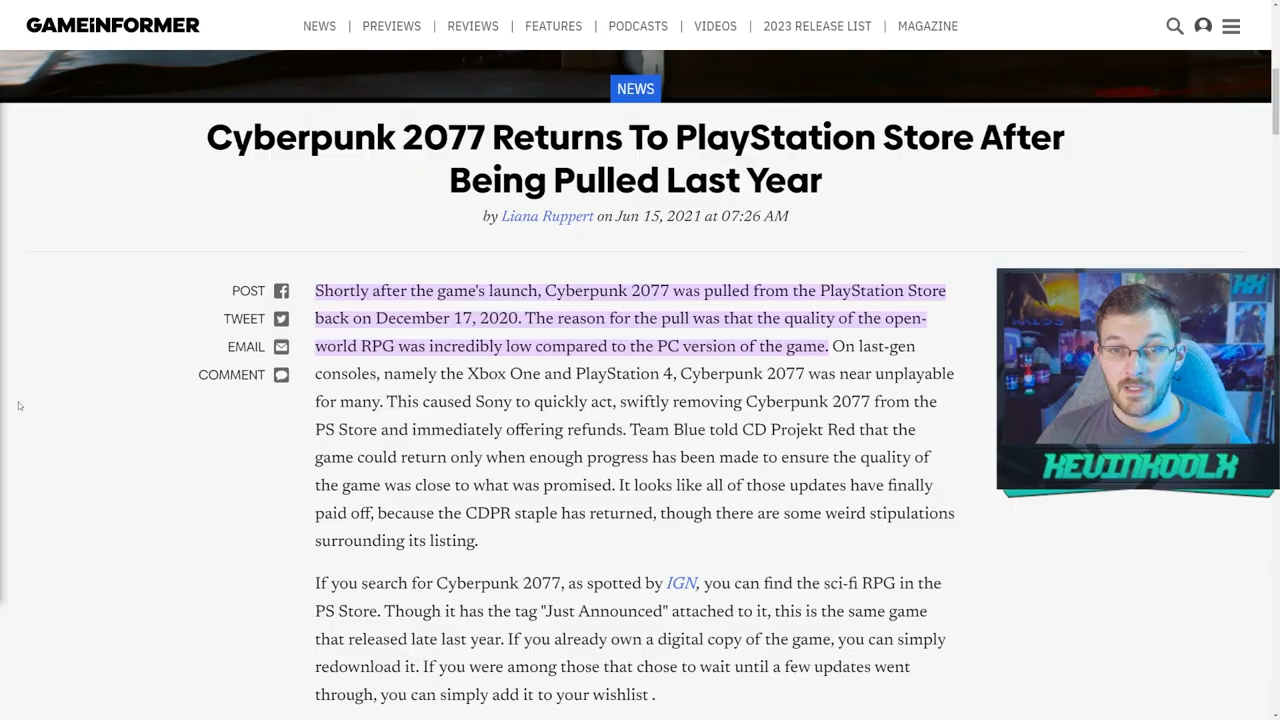 GAMEiNFORMER
NEWS | PREVIEWS | REVIEWS | FEATURES | PODCASTS | VIDEOS | 2023 RELEASE LIST | MAGAZINE
NEWS
Cyberpunk 2077 Returns To PlayStation Store After
Being Pulled Last Year
by Liana Ruppert on Jun 15, 2021 at 07:26 AM
POST
TWEET
EMAIL
COMMENT
Shortly after the game's launch, Cyberpunk 2077 was pulled from the PlayStation Store
back on December 17, 2020. The reason for the pull was that the quality of the open-
world RPG was incredibly low compared to the PC version of the game. On last-gen
consoles, namely the Xbox One and PlayStation 4, Cyberpunk 2077 was near unplayable
for many. This caused Sony to quickly act, swiftly removing Cyberpunk 2077 from the
PS Store and immediately offering refunds. Team Blue told CD Projekt Red that the
game could return only when enough progress has been made to ensure the quality of
the game was close to what was promised. It looks like all of those updates have finally
paid off, because the CDPR staple has returned, though there are some weird stipulations
surrounding its listing.
If you search for Cyberpunk 2077, as spotted by IGN, you can find the sci-fi RPG in the
PS Store. Though it has the tag "Just Announced" attached to it, this is the same game
that released late last year. If you already own a digital copy of the game, you can simply
redownload it. If you were among those that chose to wait until a few updates went
through, you can simply add it to your wishlist .
KEVINKOOLX